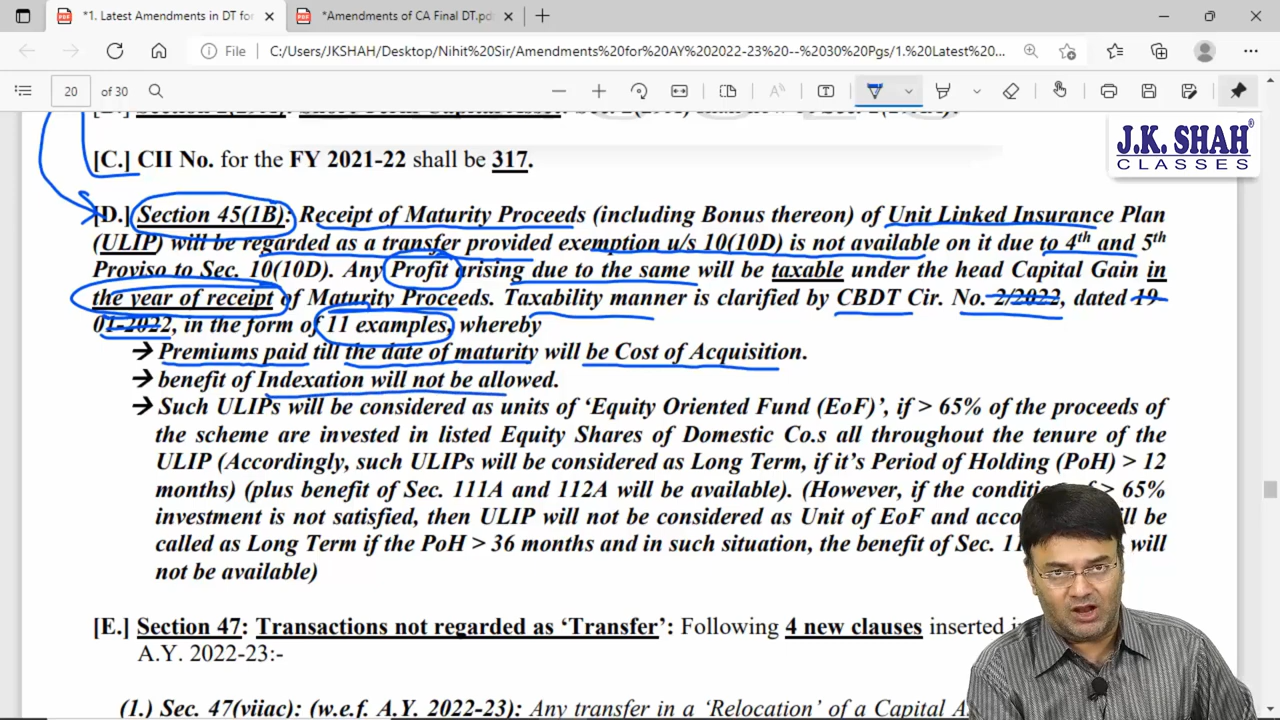 *1. Latest Amendments in DT for
*Amendments of CA Final DT.pd
File
C:/Users/JKSHAH/Desktop/Nihit%20Sir/Amendments%20for%20AY%202022-23%20--%2030%20Pgs/1.%20Latest%20...
20 of 30
J.K. SHAH®
CLASSES
[C.] CII No. for the FY 2021-22 shall be 317.
[D.] Section 45(1B): Receipt of Maturity Proceeds (including Bonus thereon) of Unit Linked Insurance Plan
(ULIP) will be regarded as a transfer provided exemption u/s 10(10D) is not available on it due to 4th and 5th
Proviso to Sec. 10(10D). Any Profit arising due to the same will be taxable under the head Capital Gain in
the year of receipt of Maturity Proceeds. Taxability manner is clarified by CBDT Cir. No. 2/2022, dated 19-
01-2022, in the form of 11 examples, whereby
→ Premiums paid till the date of maturity will be Cost of Acquisition.
→ benefit of Indexation will not be allowed.
→ Such ULIPs will be considered as units of ‘Equity Oriented Fund (EoF)’, if > 65% of the proceeds of
the scheme are invested in listed Equity Shares of Domestic Co.s all throughout the tenure of the
ULIP (Accordingly, such ULIPs will be considered as Long Term, if it’s Period of Holding (PoH) > 12
months) (plus benefit of Sec. 111A and 112A will be available). (However, if the condition of > 65%
investment is not satisfied, then ULIP will not be considered as Unit of EoF and will be
called as Long Term if the PoH > 36 months and in such situation, the benefit of Sec. will
not be available)
[E.] Section 47: Transactions not regarded as ‘Transfer’: Following 4 new clauses inserted
A.Y. 2022-23:-
(1.) Sec. 47(viiac): (w.e.f. A.Y. 2022-23): Any transfer in a ‘Relocation’ of a Capital